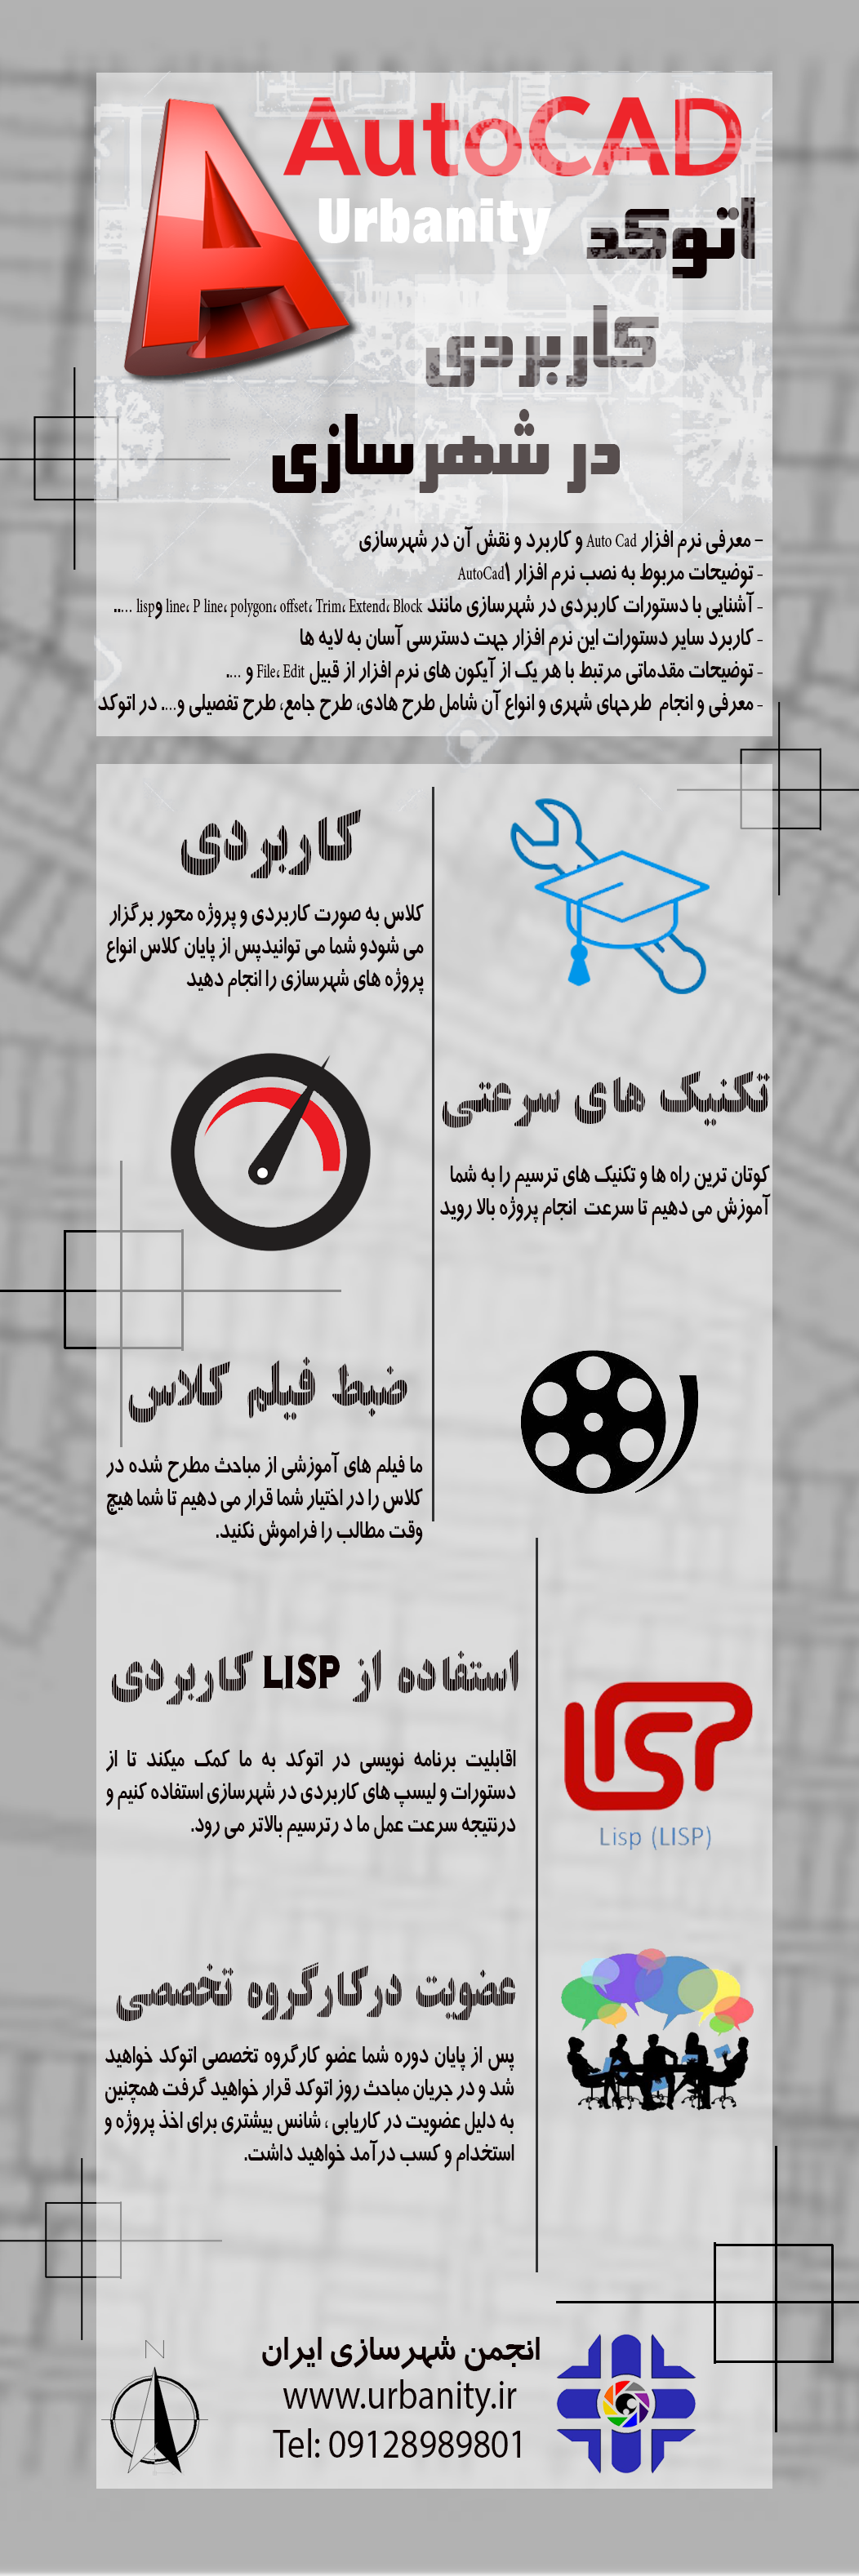 AutoCAD
Urbanity
اتوکد
کاربردی
در شهرسازی
- معرفی نرم افزار Auto Cad و کاربرد و نقش آن در شهرسازی
- توضیحات مربوط به نصب نرم افزار AutoCad1
- آشنایی با دستورات کاربردی در شهرسازی مانند line، P line، polygon، offset، Trim، Extend، Block و lisp .....
- کاربرد سایر دستورات این نرم افزار جهت دسترسی آسان به لایه ها
- توضیحات مقدماتی مرتبط با هر یک از آیکون های نرم افزار از قبیل File، Edit و ....
- معرفی و انجام طرحهای شهری و انواع آن شامل طرح هادی، طرح جامع، طرح تفصیلی و.... در اتوکد
کاربردی
کلاس به صورت کاربردی و پروژه محور برگزار
می شودو شما می توانیدپس از پایان کلاس انواع
پروژه های شهرسازی را انجام دهید
تکنیک های سرعتی
کوتان ترین راه ها و تکنیک های ترسیم را به شما
آموزش می دهیم تا سرعت انجام پروژه بالا روید
ضبط فیلم کلاس
ما فیلم های آموزشی از مباحث مطرح شده در
کلاس را در اختیار شما قرار می دهیم تا شما هیچ
وقت مطالب را فراموش نکنید.
استفاده از LISP کاربردی
اقابلیت برنامه نویسی در اتوکد به ما کمک میکند تا از
دستورات و لیسپ های کاربردی در شهرسازی استفاده کنیم و
درنتیجه سرعت عمل ما د رترسیم بالاتر می رود.
LISP
Lisp (LISP)
عضویت درکارگروه تخصصی
پس از پایان دوره شما عضو کارگروه تخصصی اتوکد خواهید
شد و در جریان مباحث روز اتوکد قرار خواهید گرفت همچنین
به دلیل عضویت در کاریابی ، شانس بیشتری برای اخذ پروژه و
استخدام و کسب درآمد خواهید داشت.
انجمن شهرسازی ایران
www.urbanity.ir
Tel: 09128989801
N